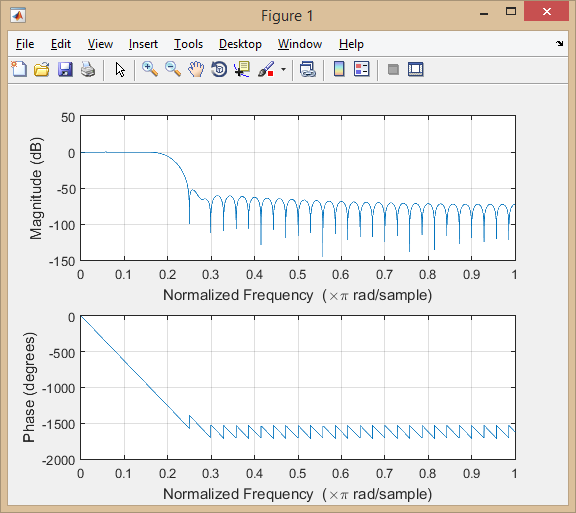 Figure 1
File Edit View Insert Tools Desktop Window Help
50
0
-50
-100
-150
Magnitude (dB)
0 0.1 0.2 0.3 0.4 0.5 0.6 0.7 0.8 0.9 1
Normalized Frequency (×π rad/sample)
0
-500
-1000
-1500
-2000
Phase (degrees)
0 0.1 0.2 0.3 0.4 0.5 0.6 0.7 0.8 0.9 1
Normalized Frequency (×π rad/sample)